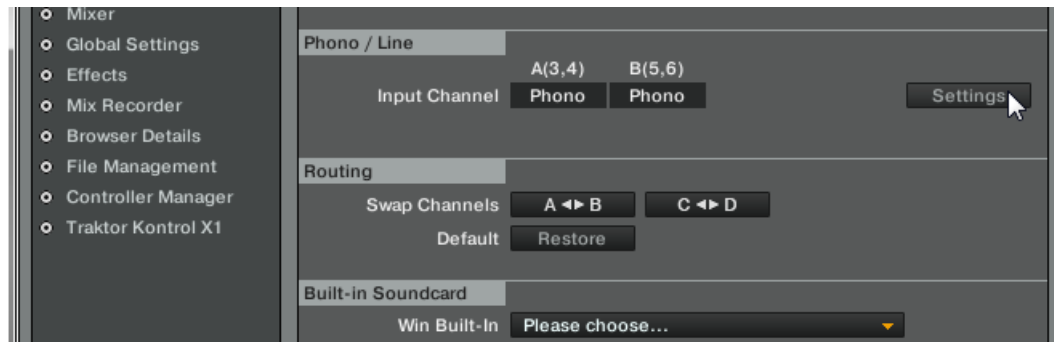 Mixer
Global Settings
Effects
Mix Recorder
Browser Details
File Management
Controller Manager
Traktor Kontrol X1
Phono / Line
A(3,4) B(5,6)
Input Channel Phono Phono Settings
Routing
Swap Channels A ◂▸ B C ◂▸ D
Default Restore
Built-in Soundcard
Win Built-In Please choose...